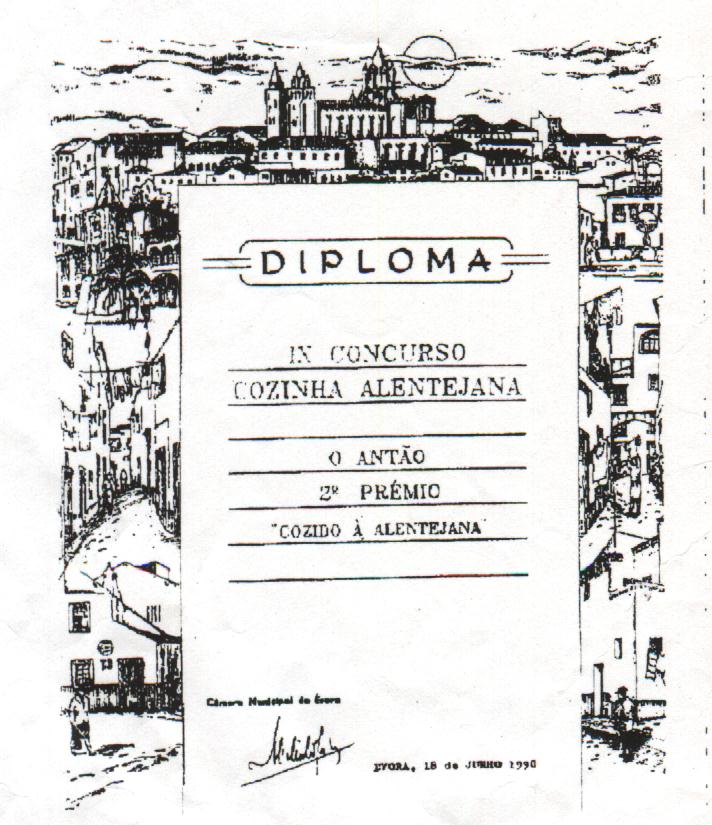 DIPLOMA
IX CONCURSO
COZINHA ALENTEJANA
O ANTÃO
2º PRÉMIO
"COZIDO À ALENTEJANA
Câmara Municipal de Évora
EVORA, 18 de JUNHO 1990